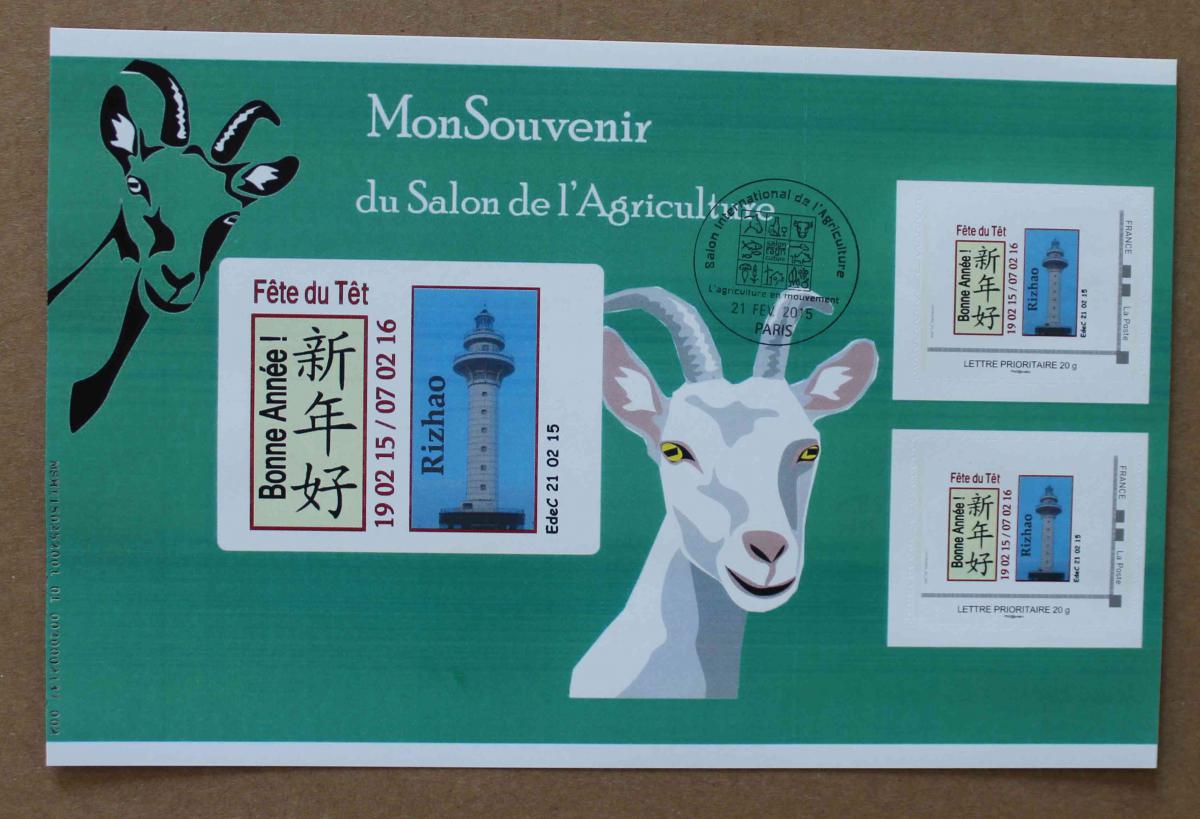 MonSouvenir
du Salon de l'Agriculture
Salon International de l'Agriculture
salon
L'agriculture en mouvement
21 FEV. 2015
PARIS
Fête du Têt
Bonne Année !
新年好
19 02 15 / 07 02 16
Rizhao
EdeC 21 02 15
Fête du Têt
Bonne Année !
新年好
19 02 15 / 07 02 16
Rizhao
EdeC 21 02 15
FRANCE
La Poste
LETTRE PRIORITAIRE 20 g
Fête du Têt
Bonne Année !
新年好
19 02 15 / 07 02 16
Rizhao
EdeC 21 02 15
FRANCE
La Poste
LETTRE PRIORITAIRE 20 g